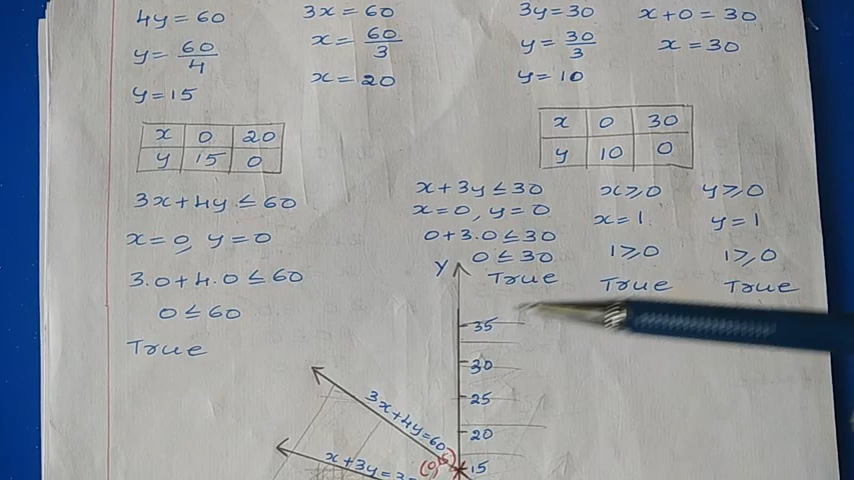 4y = 60
y = 60/4
y = 15
3x = 60
x = 60/3
x = 20
3y = 30
y = 30/3
y = 10
x + 0 = 30
x = 30
x 0 20
y 15 0
x 0 30
y 10 0
3x + 4y ≤ 60
x = 0, y = 0
3.0 + 4.0 ≤ 60
0 ≤ 60
True
x + 3y ≤ 30
x = 0, y = 0
0 + 3.0 ≤ 30
0 ≤ 30
True
x ≥ 0
x = 1
1 ≥ 0
True
y ≥ 0
y = 1
1 ≥ 0
True
Y
35
30
25
20
15
3x + 4y = 60
(0,15)
x + 3y = 3